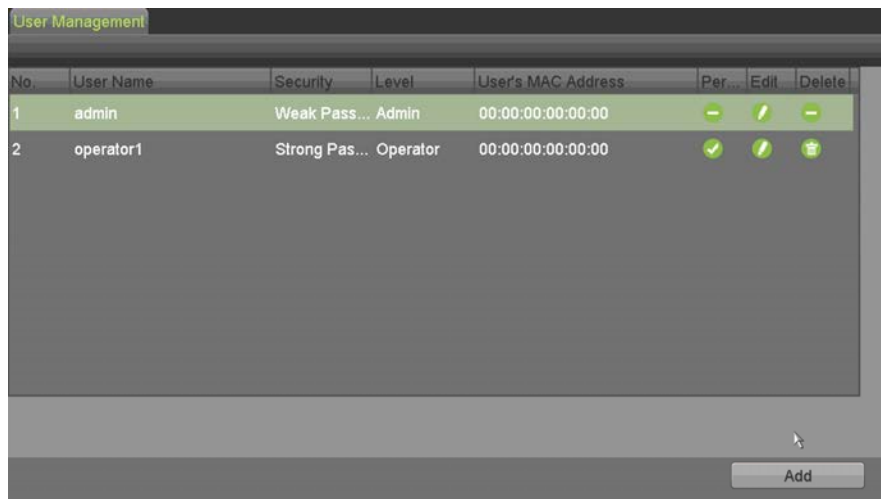 User Management
No. User Name Security Level User's MAC Address Per... Edit Delete
1 admin Weak Pass... Admin 00:00:00:00:00:00
2 operator1 Strong Pas... Operator 00:00:00:00:00:00
Add